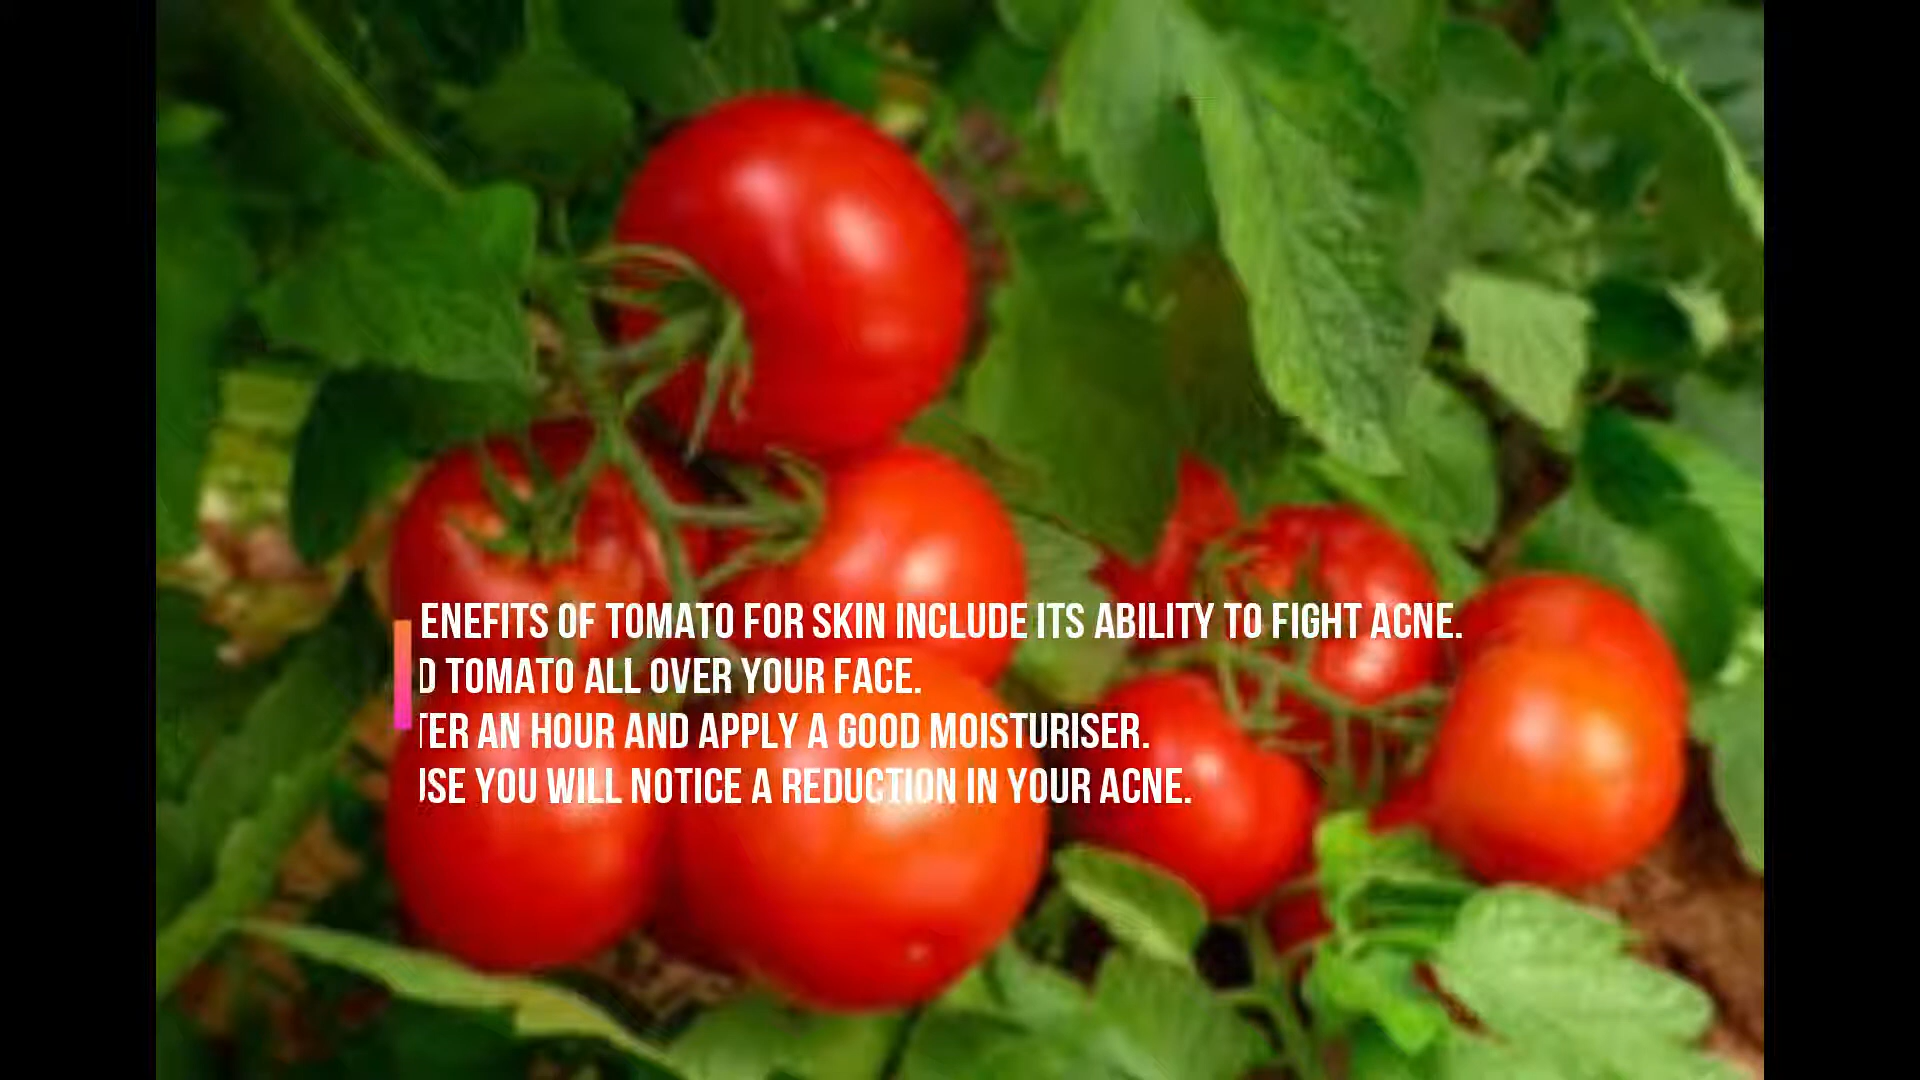 ENEFITS OF TOMATO FOR SKIN INCLUDE ITS ABILITY TO FIGHT ACNE.
D TOMATO ALL OVER YOUR FACE.
TER AN HOUR AND APPLY A GOOD MOISTURISER.
USE YOU WILL NOTICE A REDUCTION IN YOUR ACNE.